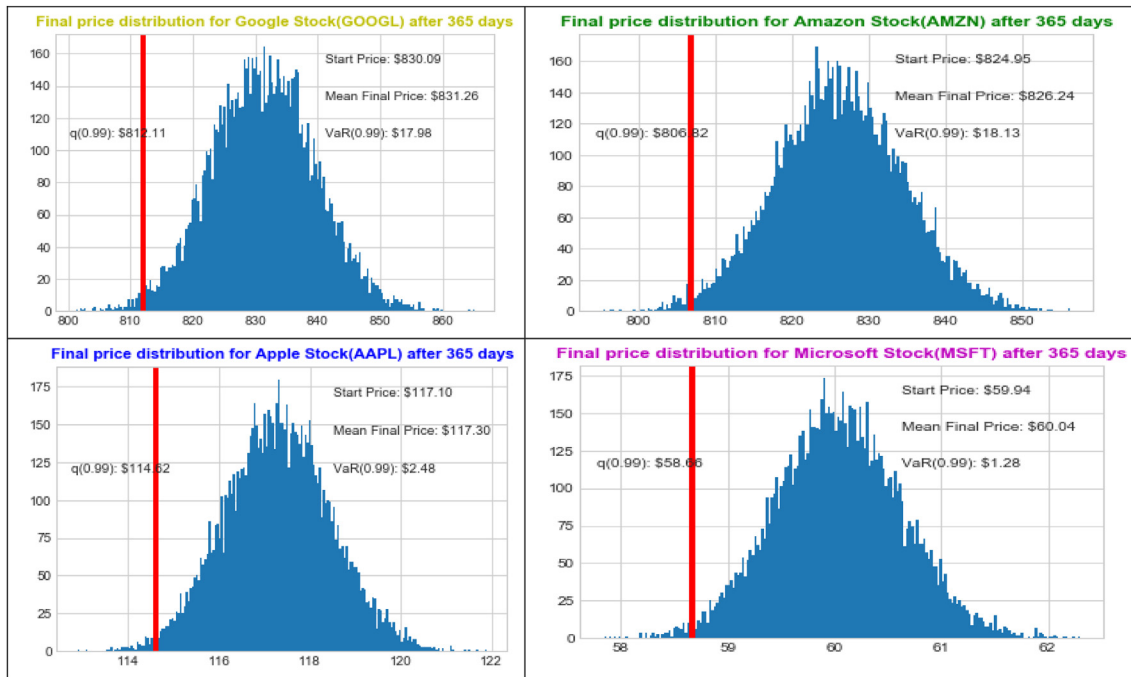 Final price distribution for Google Stock(GOOGL) after 365 days
160
140
120
100
80
60
40
20
0
Start Price: $830.09
Mean Final Price: $831.26
q(0.99): $812.11
VaR(0.99): $17.98
800
810
820
830
840
850
860
Final price distribution for Amazon Stock(AMZN) after 365 days
160
140
120
100
80
60
40
20
0
Start Price: $824.95
Mean Final Price: $826.24
q(0.99): $806.82
VaR(0.99): $18.13
800
810
820
830
840
850
Final price distribution for Apple Stock(AAPL) after 365 days
175
150
125
100
75
50
25
0
Start Price: $117.10
Mean Final Price: $117.30
q(0.99): $114.62
VaR(0.99): $2.48
114
116
118
120
122
Final price distribution for Microsoft Stock(MSFT) after 365 days
175
150
125
100
75
50
25
0
Start Price: $59.94
Mean Final Price: $60.04
q(0.99): $58.66
VaR(0.99): $1.28
58
59
60
61
62